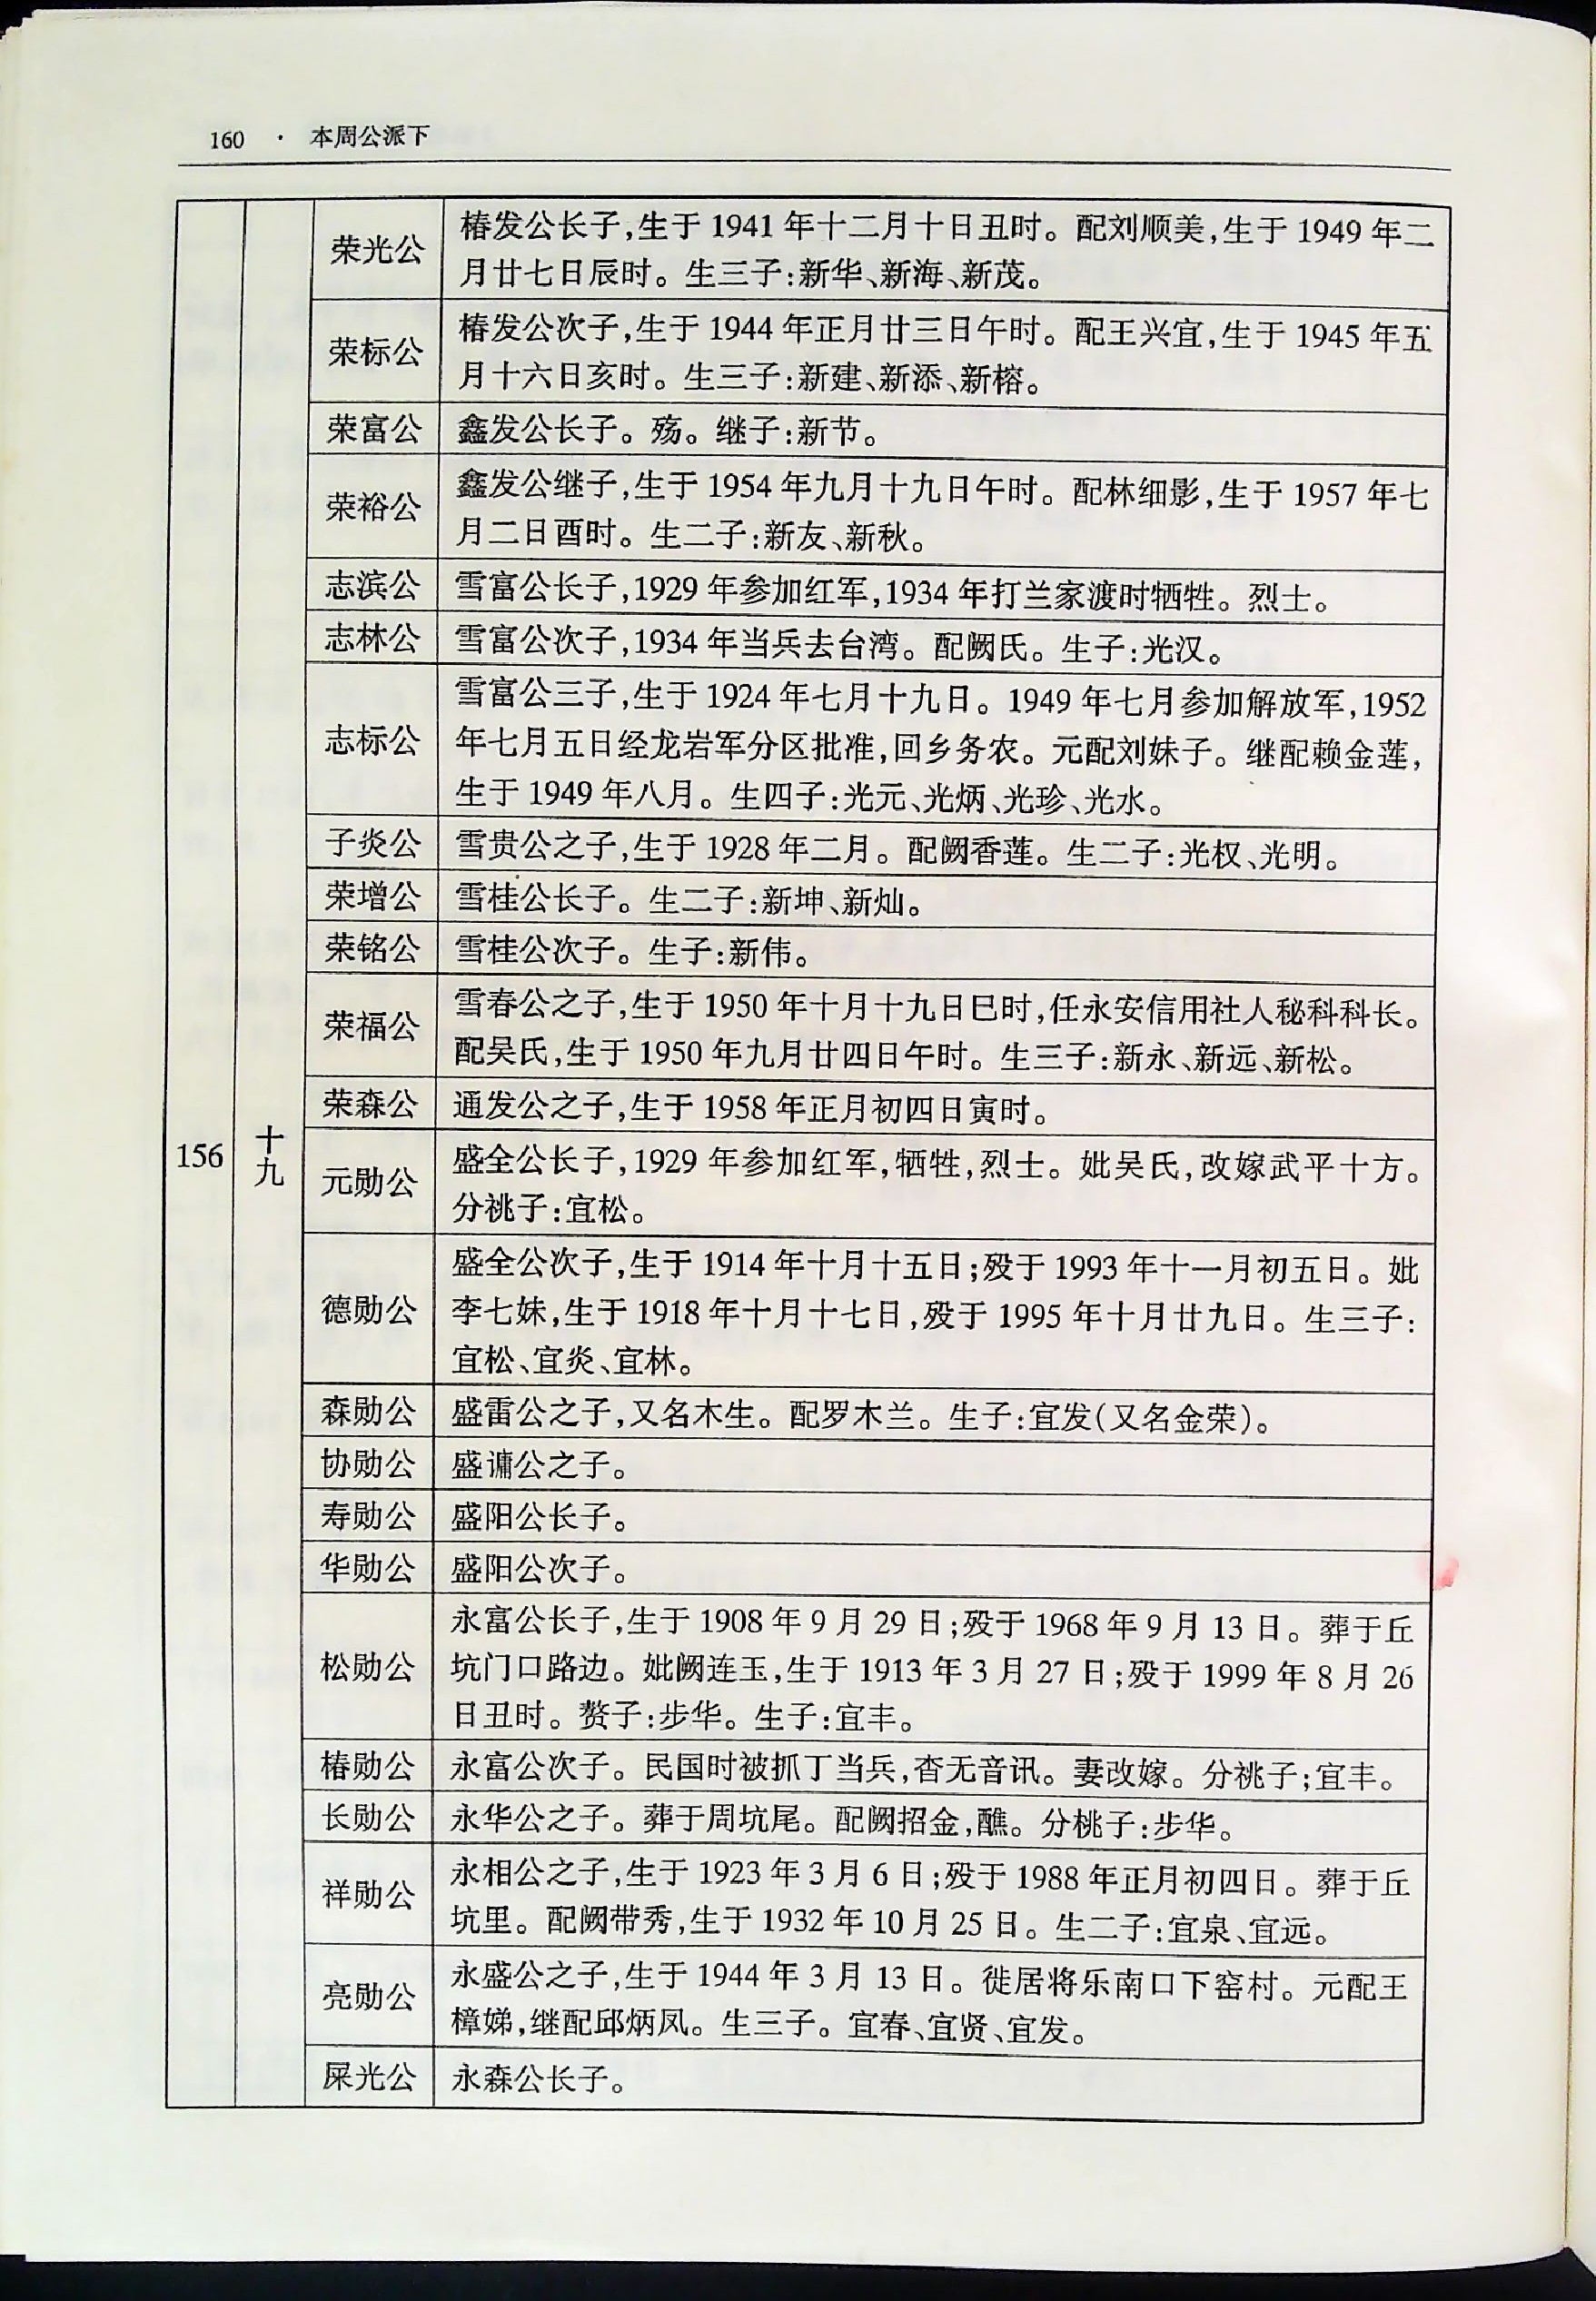 160 · 本周公派下
荣光公
椿发公长子,生于 1941 年十二月十日丑时。配刘顺美,生于 1949 年二
月廿七日辰时。生三子:新华、新海、新茂。
荣标公
椿发公次子,生于 1944 年正月廿三日午时。配王兴宜,生于 1945 年五
月十六日亥时。生三子:新建、新添、新榕。
荣富公
鑫发公长子。殇。继子:新节。
荣裕公
鑫发公继子,生于 1954 年九月十九日午时。配林细影,生于 1957 年七
月二日酉时。生二子:新友、新秋。
志滨公
雪富公长子,1929 年参加红军,1934 年打兰家渡时牺牲。烈士。
志林公
雪富公次子,1934 年当兵去台湾。配阙氏。生子:光汉。
志标公
雪富公三子,生于 1924 年七月十九日。1949 年七月参加解放军,1952
年七月五日经龙岩军分区批准,回乡务农。元配刘妹子。继配赖金莲,
生于 1949 年八月。生四子:光元、光炳、光珍、光水。
子炎公
雪贵公之子,生于 1928 年二月。配阙香莲。生二子:光权、光明。
荣增公
雪桂公长子。生二子:新坤、新灿。
荣铭公
雪桂公次子。生子:新伟。
荣福公
雪春公之子,生于 1950 年十月十九日巳时,任永安信用社人秘科科长。
配吴氏,生于 1950 年九月廿四日午时。生三子:新永、新远、新松。
荣森公
通发公之子,生于 1958 年正月初四日寅时。
156
十九
元勋公
盛全公长子,1929 年参加红军,牺牲,烈士。妣吴氏,改嫁武平十方。
分祧子:宜松。
德勋公
盛全公次子,生于 1914 年十月十五日;殁于 1993 年十一月初五日。妣
李七妹,生于 1918 年十月十七日,殁于 1995 年十月廿九日。生三子:
宜松、宜炎、宜林。
森勋公
盛雷公之子,又名木生。配罗木兰。生子:宜发(又名金荣)。
协勋公
盛谦公之子。
寿勋公
盛阳公长子。
华勋公
盛阳公次子。
松勋公
永富公长子,生于 1908 年 9 月 29 日;殁于 1968 年 9 月 13 日。葬于丘
坑门口路边。妣阙连玉,生于 1913 年 3 月 27 日;殁于 1999 年 8 月 26
日丑时。赘子:步华。生子:宜丰。
椿勋公
永富公次子。民国时被抓丁当兵,杳无音讯。妻改嫁。分祧子;宜丰。
长勋公
永华公之子。葬于周坑尾。配阙招金,醮。分桃子:步华。
祥勋公
永相公之子,生于 1923 年 3 月 6 日;殁于 1988 年正月初四日。葬于丘
坑里。配阙带秀,生于 1932 年 10 月 25 日。生二子:宜泉、宜远。
亮勋公
永盛公之子,生于 1944 年 3 月 13 日。徙居将乐南口下窑村。元配王
樟娣,继配邱炳凤。生三子。宜春、宜贤、宜发。
屎光公
永森公长子。